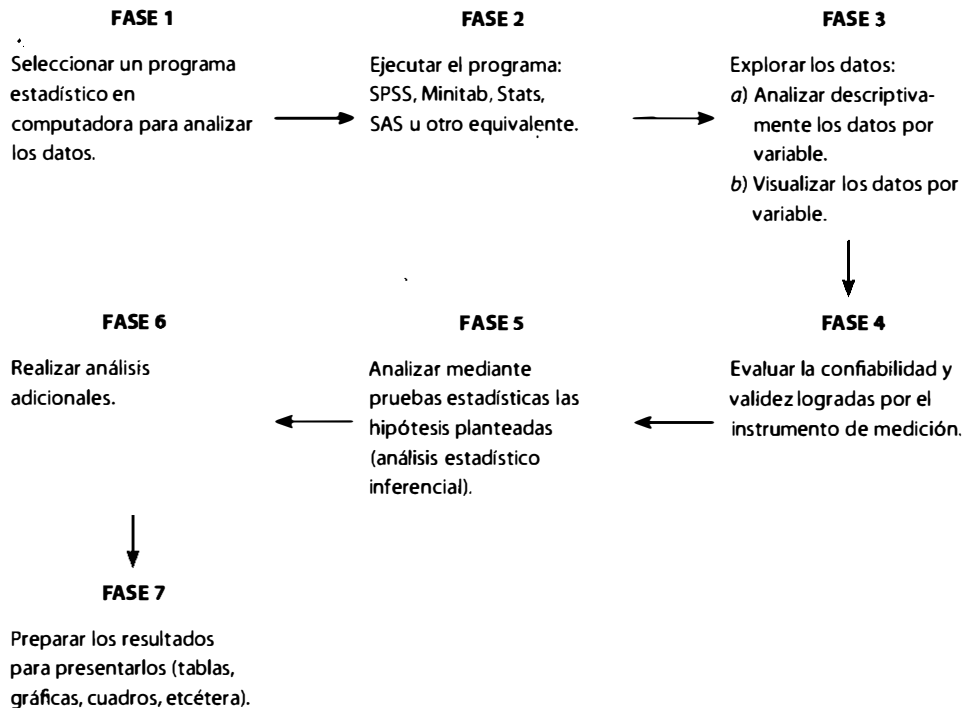 FASE 1
Seleccionar un programa
estadístico en
computadora para analizar
los datos.
FASE 2
Ejecutar el programa:
SPSS, Minitab, Stats,
SAS u otro equivalente.
FASE 3
Explorar los datos:
a) Analizar descriptiva-
mente los datos por
variable.
b) Visualizar los datos por
variable.
FASE 4
Evaluar la confiabilidad y
validez logradas por el
instrumento de medición.
FASE 5
Analizar mediante
pruebas estadísticas las
hipótesis planteadas
(análisis estadístico
inferencial).
FASE 6
Realizar análisis
adicionales.
FASE 7
Preparar los resultados
para presentarlos (tablas,
gráficas, cuadros, etcétera).